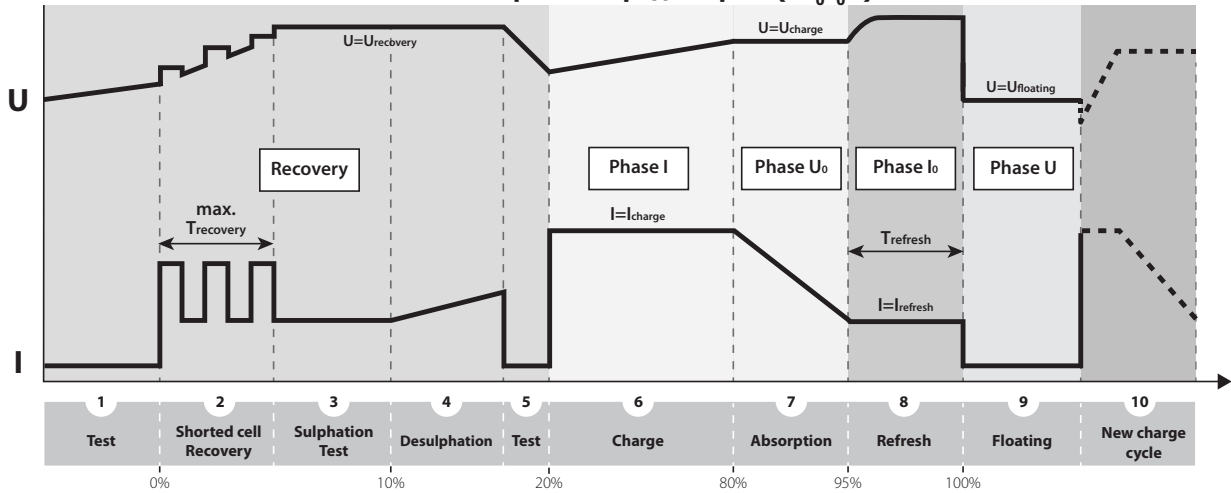 U
I
U=Urecovery
U=Ucharge
U=Ufloating
Recovery
Phase I
Phase U₀
Phase I₀
Phase U
max.
Trecovery
I=Icharge
Trefresh
I=Irefresh
1 2 3 4 5 6 7 8 9 10
Test
Shorted cell
Recovery
Sulphation
Test
Desulphation
Test
Charge
Absorption
Refresh
Floating
New charge
cycle
0% 10% 20% 80% 95% 100%